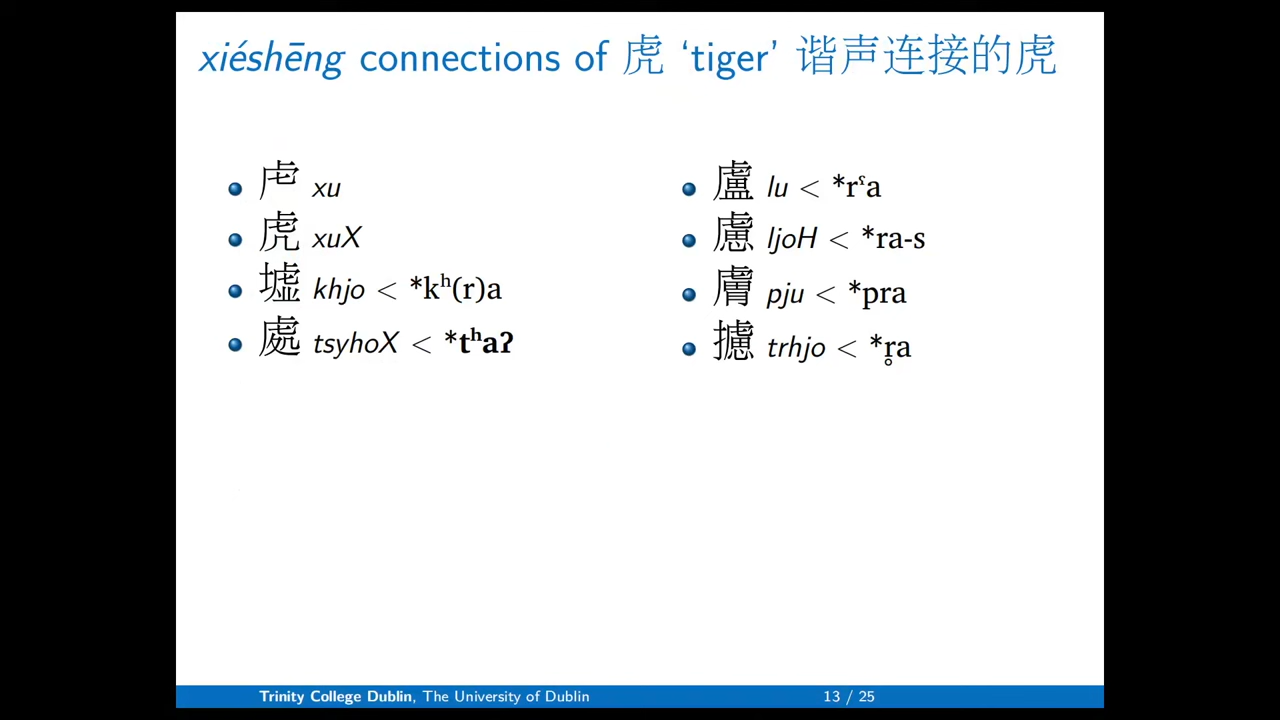 xiéshēng connections of 虎 ‘tiger’ 谐声连接的虎
虍 xu
虎 xuX
墟 khjo < *kʰ(r)a
處 tsyhoX < *tʰaʔ
盧 lu < *rˤa
慮 ljoH < *ra-s
膚 pju < *pra
攄 trhjo < *r̥a
Trinity College Dublin, The University of Dublin
13 / 25